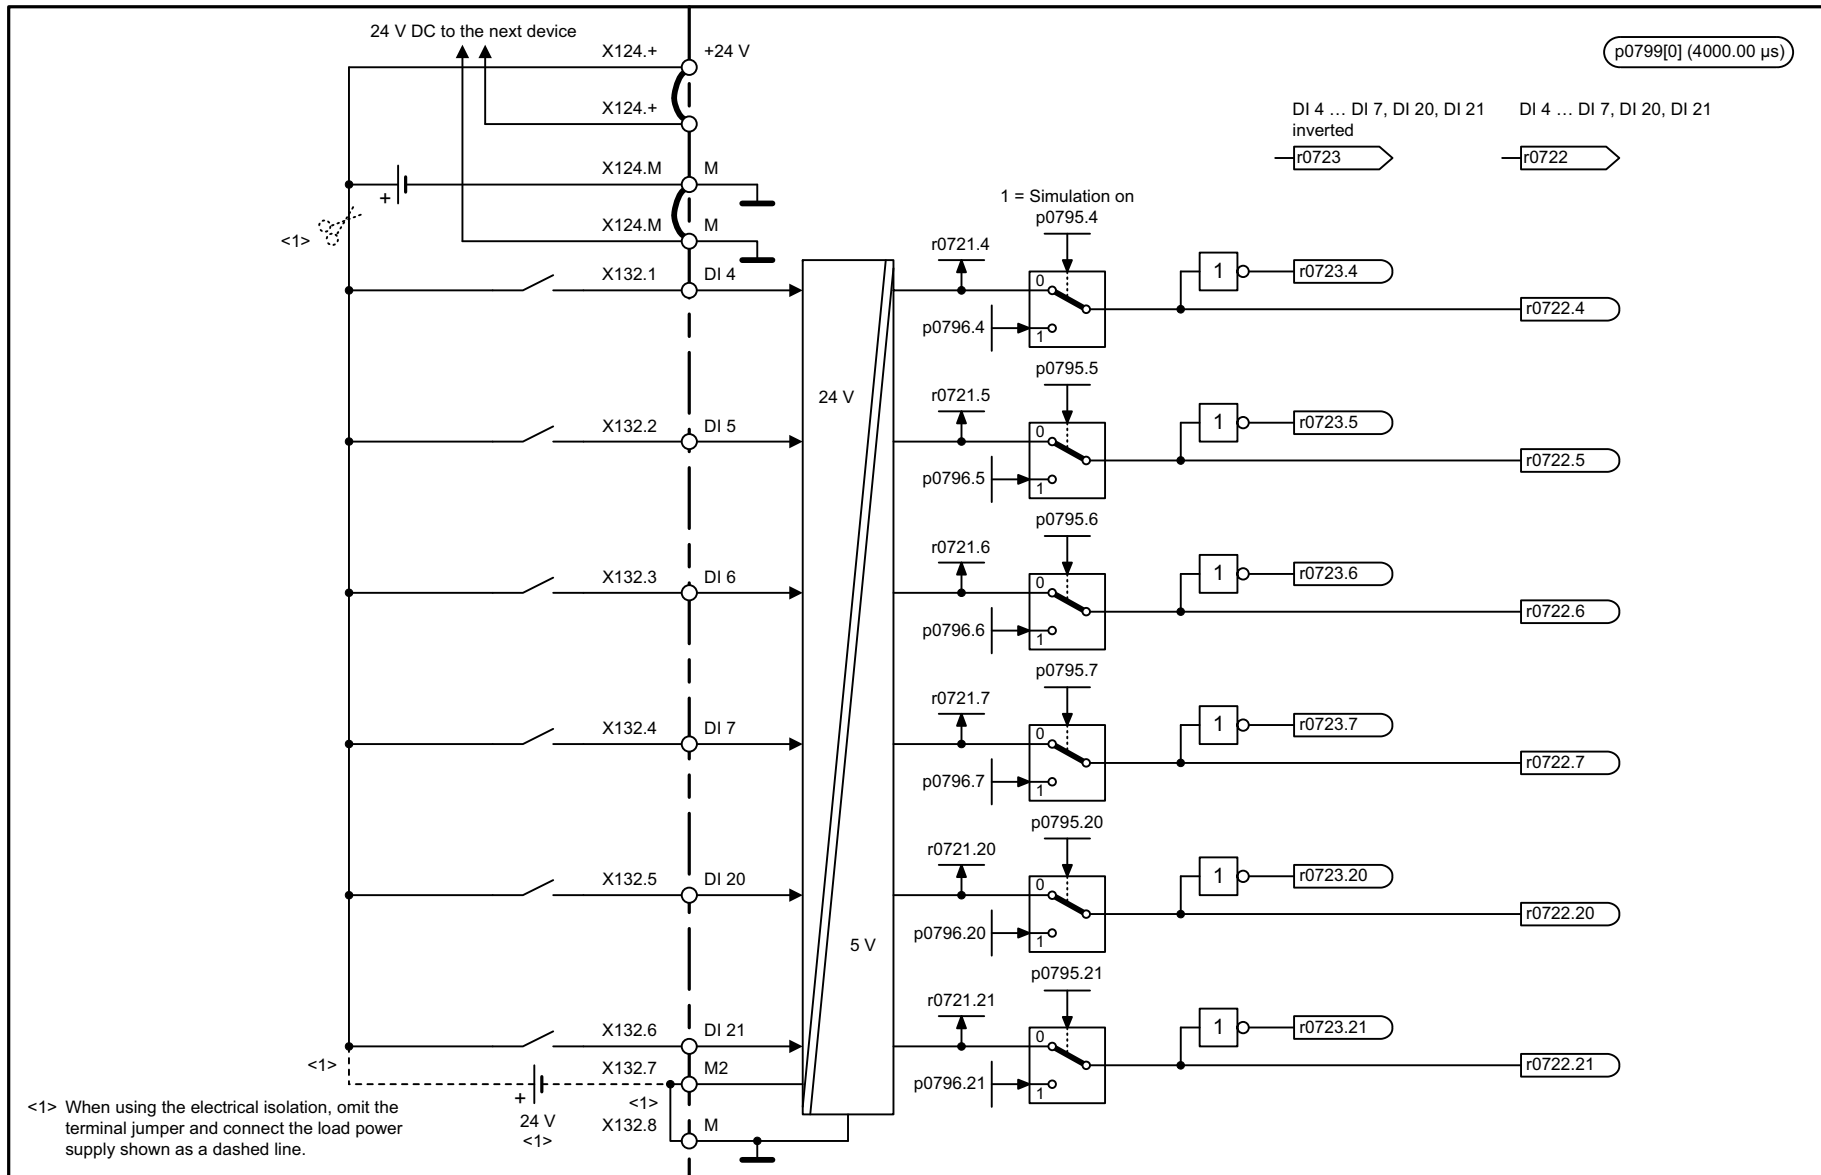 24 V DC to the next device
X124.+
+24 V
p0799[0] (4000.00 µs)
X124.+
DI 4 … DI 7, DI 20, DI 21
inverted
r0723
DI 4 … DI 7, DI 20, DI 21
r0722
X124.M
M
+
<1>
X124.M
M
1 = Simulation on
p0795.4
X132.1
DI 4
r0721.4
0
1
p0796.4
1
r0723.4
r0722.4
24 V
p0795.5
X132.2
DI 5
r0721.5
0
1
p0796.5
1
r0723.5
r0722.5
p0795.6
X132.3
DI 6
r0721.6
0
1
p0796.6
1
r0723.6
r0722.6
p0795.7
X132.4
DI 7
r0721.7
0
1
p0796.7
1
r0723.7
r0722.7
p0795.20
X132.5
DI 20
r0721.20
0
1
p0796.20
1
r0723.20
r0722.20
5 V
p0795.21
X132.6
DI 21
r0721.21
0
1
p0796.21
1
r0723.21
r0722.21
<1>
X132.7
M2
+
24 V
<1>
<1>
X132.8
M
<1> When using the electrical isolation, omit the
terminal jumper and connect the load power
supply shown as a dashed line.